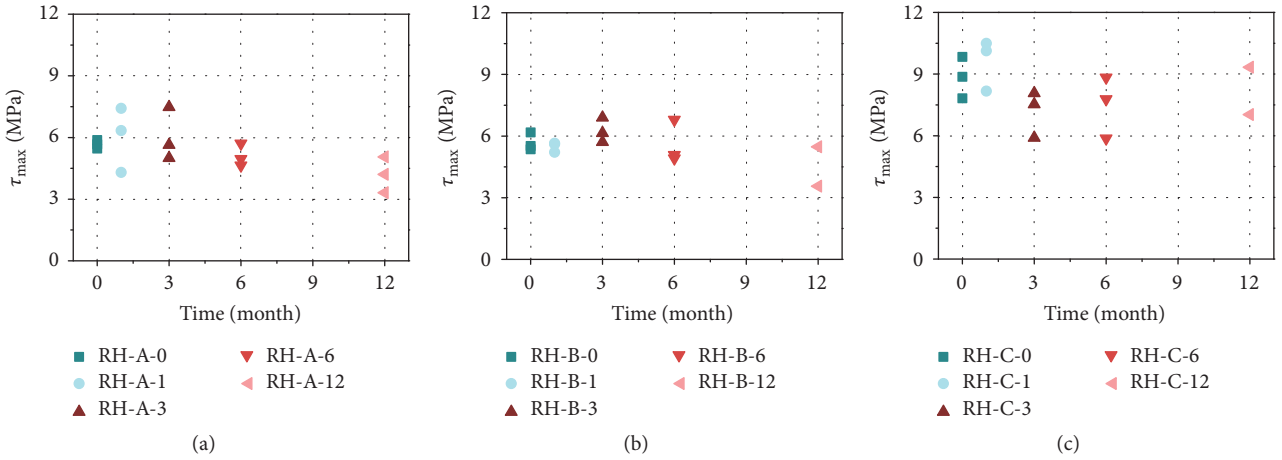 12
9
6
3
0
τmax (MPa)
0 3 6 9 12
Time (month)
RH-A-0 RH-A-6
RH-A-1 RH-A-12
RH-A-3
(a)
12
9
6
3
0
τmax (MPa)
0 3 6 9 12
Time (month)
RH-B-0 RH-B-6
RH-B-1 RH-B-12
RH-B-3
(b)
12
9
6
3
0
τmax (MPa)
0 3 6 9 12
Time (month)
RH-C-0 RH-C-6
RH-C-1 RH-C-12
RH-C-3
(c)